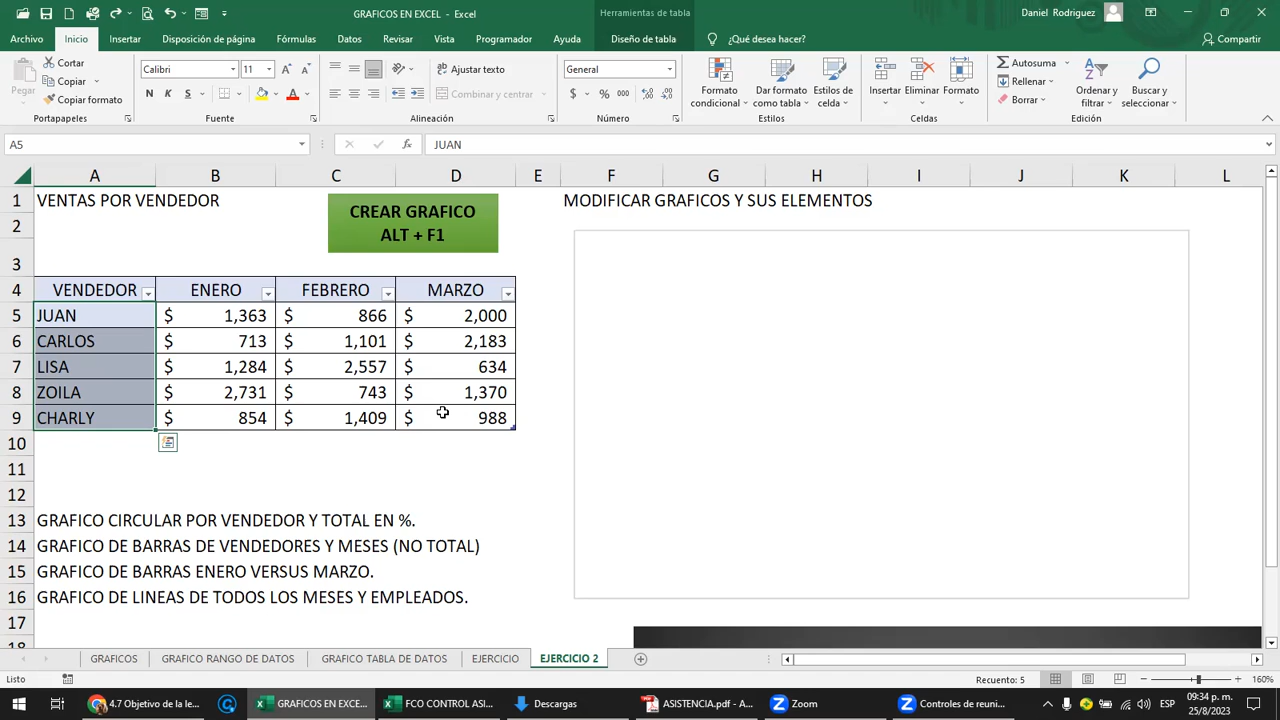 GRAFICOS EN EXCEL - Excel
Herramientas de tabla
Daniel Rodriguez
Archivo Inicio Insertar Disposición de página Fórmulas Datos Revisar Vista Programador Ayuda Diseño de tabla ¿Qué desea hacer? Compartir
Pegar
Cortar
Copiar
Copiar formato
Portapapeles
Calibri 11
N K S
Fuente
Ajustar texto
Combinar y centrar
Alineación
General
$ % 000
Número
Formato condicional
Dar formato como tabla
Estilos de celda
Estilos
Insertar Eliminar Formato
Celdas
Autosuma
Rellenar
Borrar
Ordenar y filtrar
Buscar y seleccionar
Edición
A5 fx JUAN
A B C D E F G H I J K L
1 VENTAS POR VENDEDOR MODIFICAR GRAFICOS Y SUS ELEMENTOS
CREAR GRAFICO
ALT + F1
2
3
4 VENDEDOR ENERO FEBRERO MARZO
5 JUAN $ 1,363 $ 866 $ 2,000
6 CARLOS $ 713 $ 1,101 $ 2,183
7 LISA $ 1,284 $ 2,557 $ 634
8 ZOILA $ 2,731 $ 743 $ 1,370
9 CHARLY $ 854 $ 1,409 $ 988
10
11
12
13 GRAFICO CIRCULAR POR VENDEDOR Y TOTAL EN %.
14 GRAFICO DE BARRAS DE VENDEDORES Y MESES (NO TOTAL)
15 GRAFICO DE BARRAS ENERO VERSUS MARZO.
16 GRAFICO DE LINEAS DE TODOS LOS MESES Y EMPLEADOS.
17
18
GRAFICOS GRAFICO RANGO DE DATOS GRAFICO TABLA DE DATOS EJERCICIO EJERCICIO 2
Listo Recuento: 5 160%
4.7 Objetivo de la le... GRAFICOS EN EXCE... FCO CONTROL ASI... Descargas ASISTENCIA.pdf - A... Zoom Controles de reuni... ESP 09:34 p. m.
25/8/2023